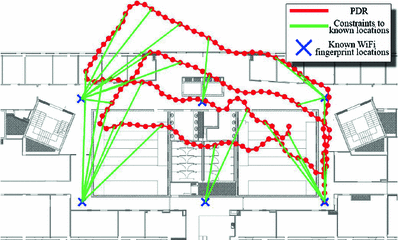 PDR
Constraints to
known locations
Known WiFi
fingerprint locations